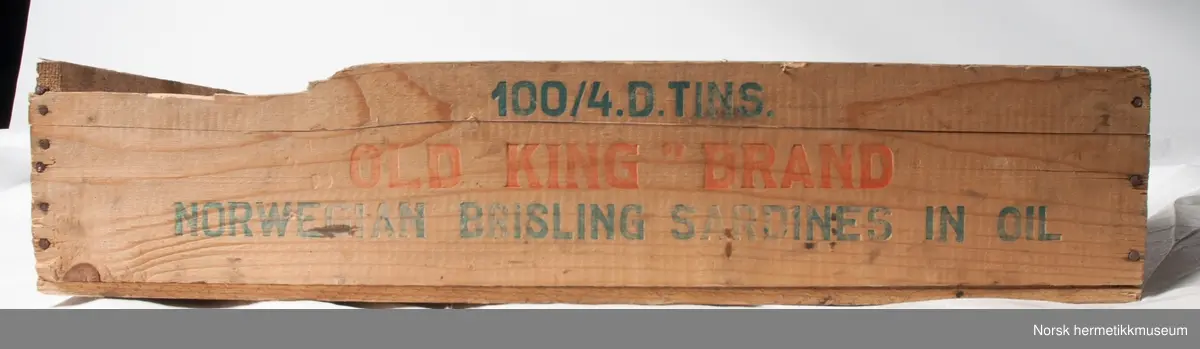 100/4.D.TINS.
"OLD KING" BRAND
NORWEGIAN BRISLING SARDINES IN OIL
Norsk hermetikkmuseum